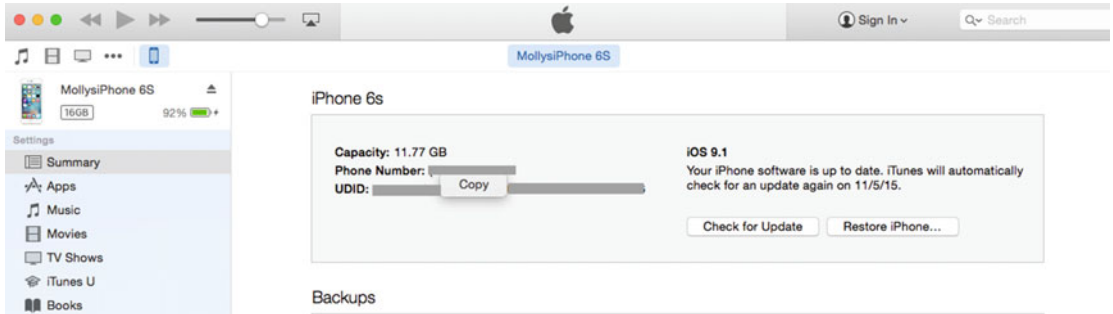 Sign In
Search
MollysiPhone 6S
MollysiPhone 6S
16GB 92%
iPhone 6s
Settings
Summary
Apps
Music
Movies
TV Shows
iTunes U
Books
Capacity: 11.77 GB
Phone Number:
UDID:
Copy
iOS 9.1
Your iPhone software is up to date. iTunes will automatically
check for an update again on 11/5/15.
Check for Update Restore iPhone...
Backups